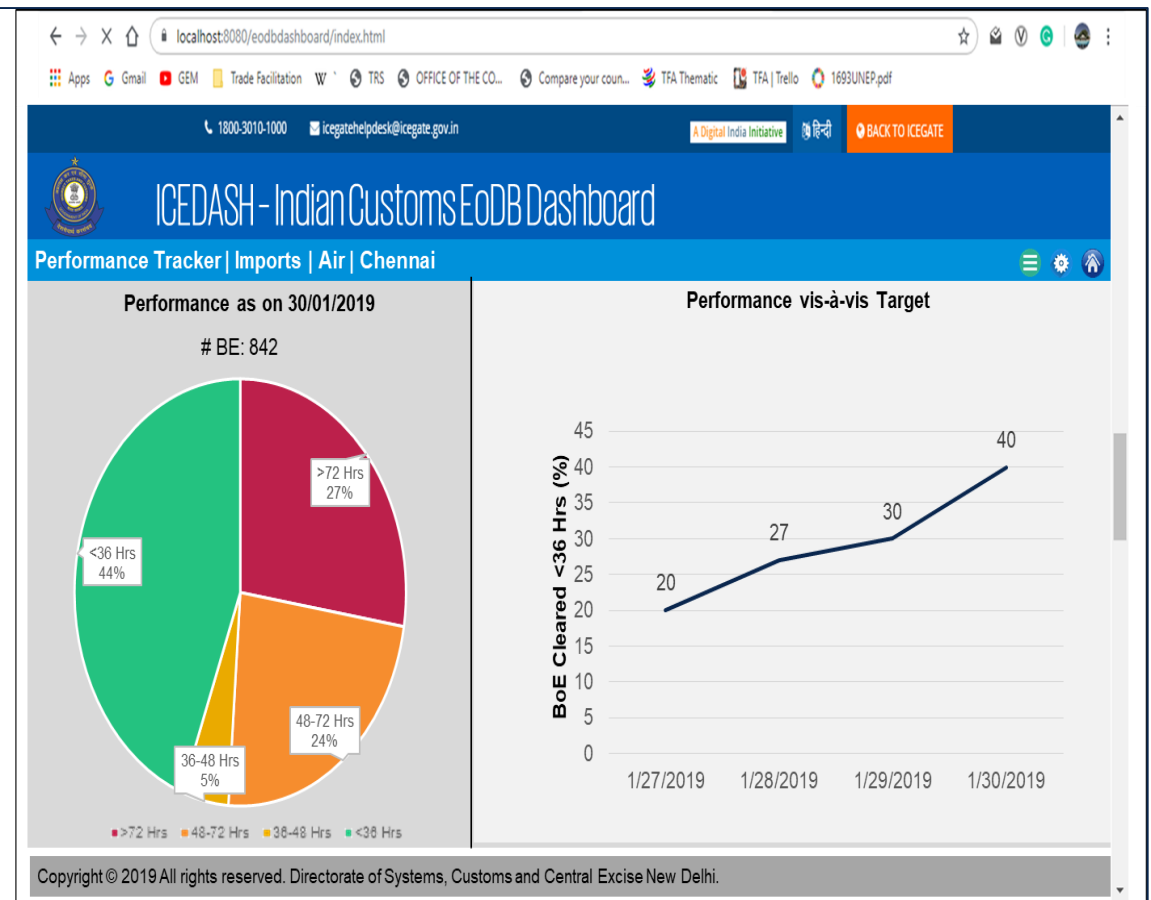 localhost:8080/eodbdashboard/index.html
Apps Gmail GEM Trade Facilitation W ` TRS OFFICE OF THE CO... Compare your coun... TFA Thematic TFA | Trello 1693UNEP.pdf
1800-3010-1000 icegatehelpdesk@icegate.gov.in A Digital India Initiative हिन्दी BACK TO ICEGATE
ICEDASH - Indian Customs EoDB Dashboard
Performance Tracker | Imports | Air | Chennai
Performance as on 30/01/2019
# BE: 842
>72 Hrs
27%
<36 Hrs
44%
48-72 Hrs
24%
36-48 Hrs
5%
>72 Hrs 48-72 Hrs 36-48 Hrs <36 Hrs
Performance vis-à-vis Target
BoE Cleared <36 Hrs (%)
45
40
35
30
25
20
15
10
5
0
20
27
30
40
1/27/2019 1/28/2019 1/29/2019 1/30/2019
Copyright © 2019 All rights reserved. Directorate of Systems, Customs and Central Excise New Delhi.